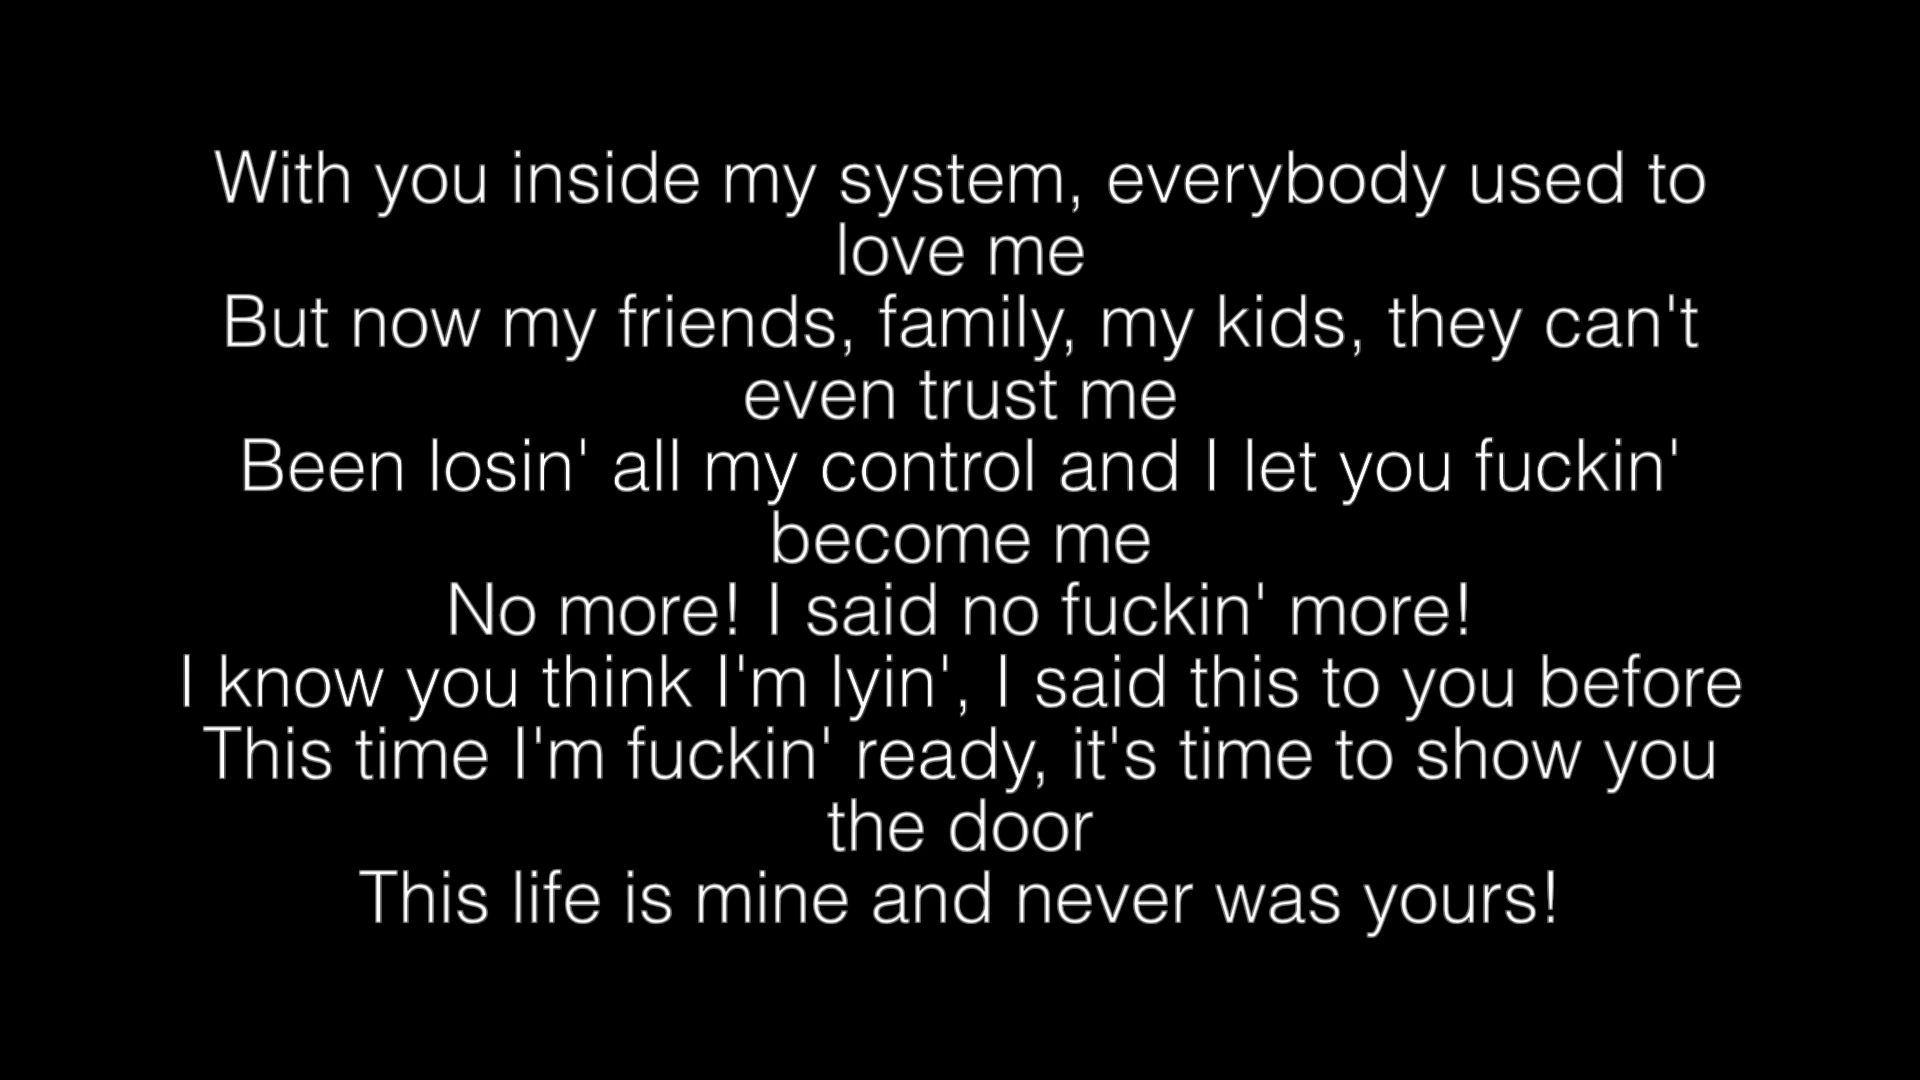 With you inside my system, everybody used to
love me
But now my friends, family, my kids, they can't
even trust me
Been losin' all my control and I let you fuckin'
become me
No more! I said no fuckin' more!
I know you think I'm lyin', I said this to you before
This time I'm fuckin' ready, it's time to show you
the door
This life is mine and never was yours!